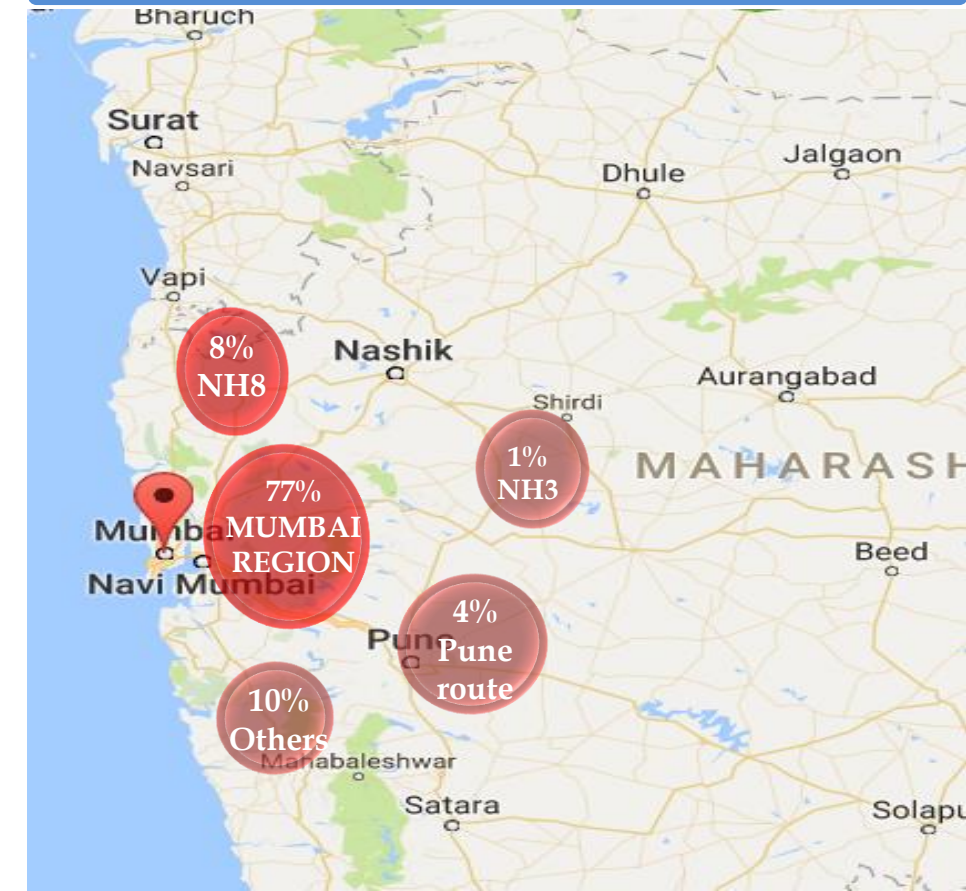 Bharuch
Surat
Navsari
Dhule
Jalgaon
Vapi
8%
NH8
Nashik
Aurangabad
Shirdi
1%
NH3
MAHARASH
77%
MUMBAI
REGION
Mumbai
Navi Mumbai
Beed
4%
Pune
route
Pune
10%
Others
Mahabaleshwar
Satara
Solapu